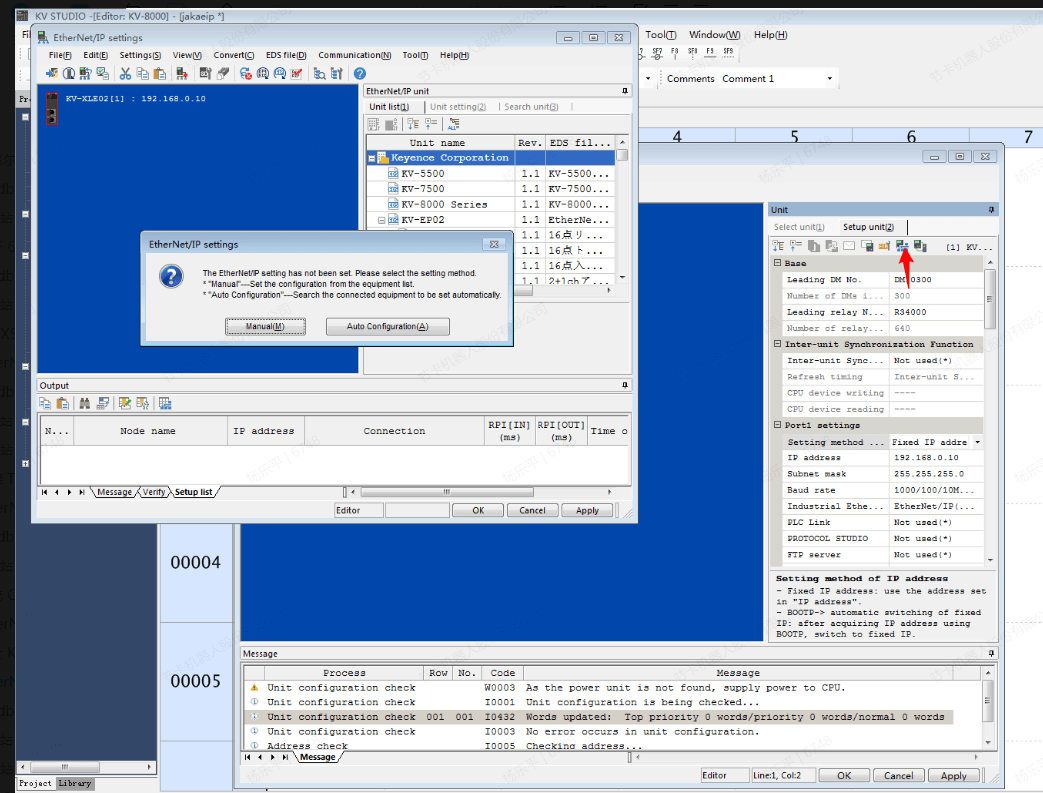 KV STUDIO -[Editor: KV-8000] - [jakaeip *]
EtherNet/IP settings
Tool(T) Window(W) Help(H)
File(F) Edit(E) Settings(S) View(V) Convert(C) EDS file(D) Communication(N) Tool(T) Help(H)
SF7 F8 SF8 F9 SF9
Comments Comment 1
KV-XLE02[1] : 192.168.0.10
EtherNet/IP unit
Unit list(1) Unit setting(2) Search unit(3)
Unit name Rev. EDS fil...
Keyence Corporation
KV-5500 1.1 KV-5500...
KV-7500 1.1 KV-7500...
KV-8000 Series 1.1 KV-8000...
KV-EP02 1.1 EtherNe...
1.1 16点リ...
1.1 16点ト...
1.1 16点入...
1.1 2+1chア...
4 5 6 7
EtherNet/IP settings
The EtherNet/IP setting has not been set. Please select the setting method.
* "Manual"---Set the configuration from the equipment list.
* "Auto Configuration"---Search the connected equipment to be set automatically.
Manual(M) Auto Configuration(A)
Output
N... Node name IP address Connection RPI[IN] (ms) RPI[OUT] (ms) Time o
Message Verify Setup list
Editor OK Cancel Apply
Unit
Select unit(1) Setup unit(2)
[1] KV...
Base
Leading DM No. DM10300
Number of DMs i... 300
Leading relay N... R34000
Number of relay... 640
Inter-unit Synchronization Function
Inter-unit Sync... Not used(*)
Refresh timing Inter-unit S...
CPU device writing ----
CPU device reading ----
Port1 settings
Setting method ... Fixed IP addre
IP address 192.168.0.10
Subnet mask 255.255.255.0
Baud rate 1000/100/10M...
Industrial Ethe... EtherNet/IP(...
PLC Link Not used(*)
PROTOCOL STUDIO Not used(*)
FTP server Not used(*)
Setting method of IP address
- Fixed IP address: use the address set
in "IP address".
- BOOTP-> automatic switching of fixed
IP: after acquiring IP address using
BOOTP, switch to fixed IP.
00004
00005
Message
Process Row No. Code Message
Unit configuration check W0003 As the power unit is not found, supply power to CPU.
Unit configuration check I0001 Unit configuration is being checked...
Unit configuration check 001 001 I0432 Words updated: Top priority 0 words/priority 0 words/normal 0 words
Unit configuration check I0003 No error occurs in unit configuration.
Address check I0005 Checking address...
Message
Editor Line:1, Col:2 OK Cancel Apply
Project Library